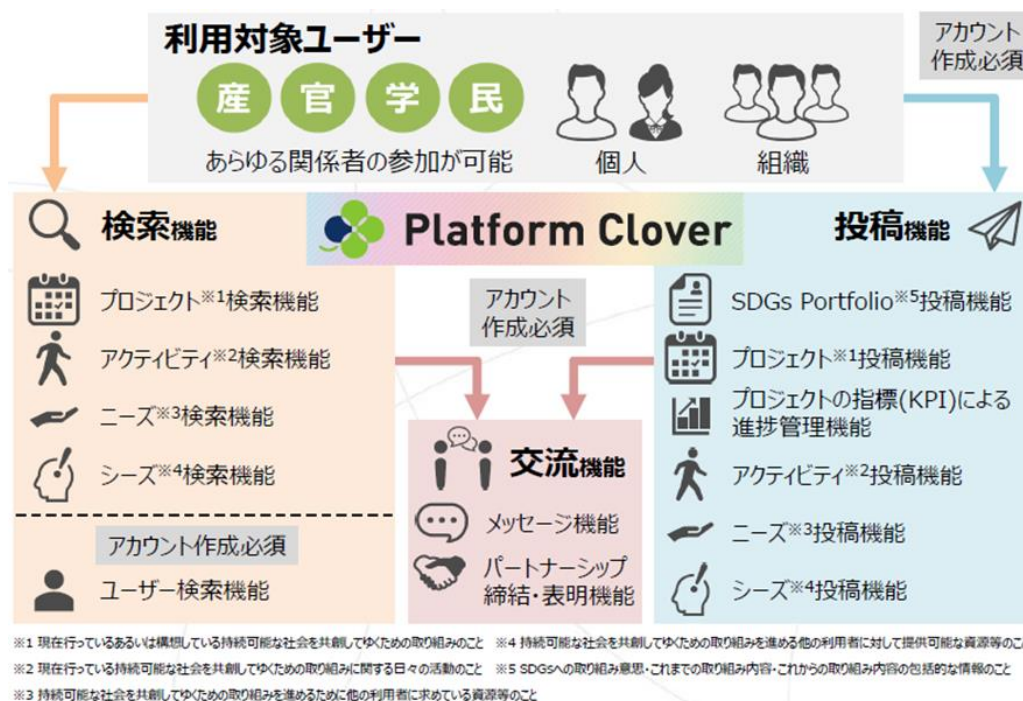 利用対象ユーザー
産 官 学 民
あらゆる関係者の参加が可能
個人
組織
アカウント
作成必須
Platform Clover
検索機能
プロジェクト※1検索機能
アクティビティ※2検索機能
ニーズ※3検索機能
シーズ※4検索機能
アカウント作成必須
ユーザー検索機能
アカウント
作成必須
交流機能
メッセージ機能
パートナーシップ
締結・表明機能
投稿機能
SDGs Portfolio※5投稿機能
プロジェクト※1投稿機能
プロジェクトの指標(KPI)による
進捗管理機能
アクティビティ※2投稿機能
ニーズ※3投稿機能
シーズ※4投稿機能
※1 現在行っているあるいは構想している持続可能な社会を共創してゆくための取り組みのこと
※2 現在行っている持続可能な社会を共創してゆくための取り組みに関する日々の活動のこと
※3 持続可能な社会を共創してゆくための取り組みを進めるために他の利用者に求めている資源等のこと
※4 持続可能な社会を共創してゆくための取り組みを進める他の利用者に対して提供可能な資源等のこ
※5 SDGsへの取り組み意思・これまでの取り組み内容・これからの取り組み内容の包括的な情報のこと